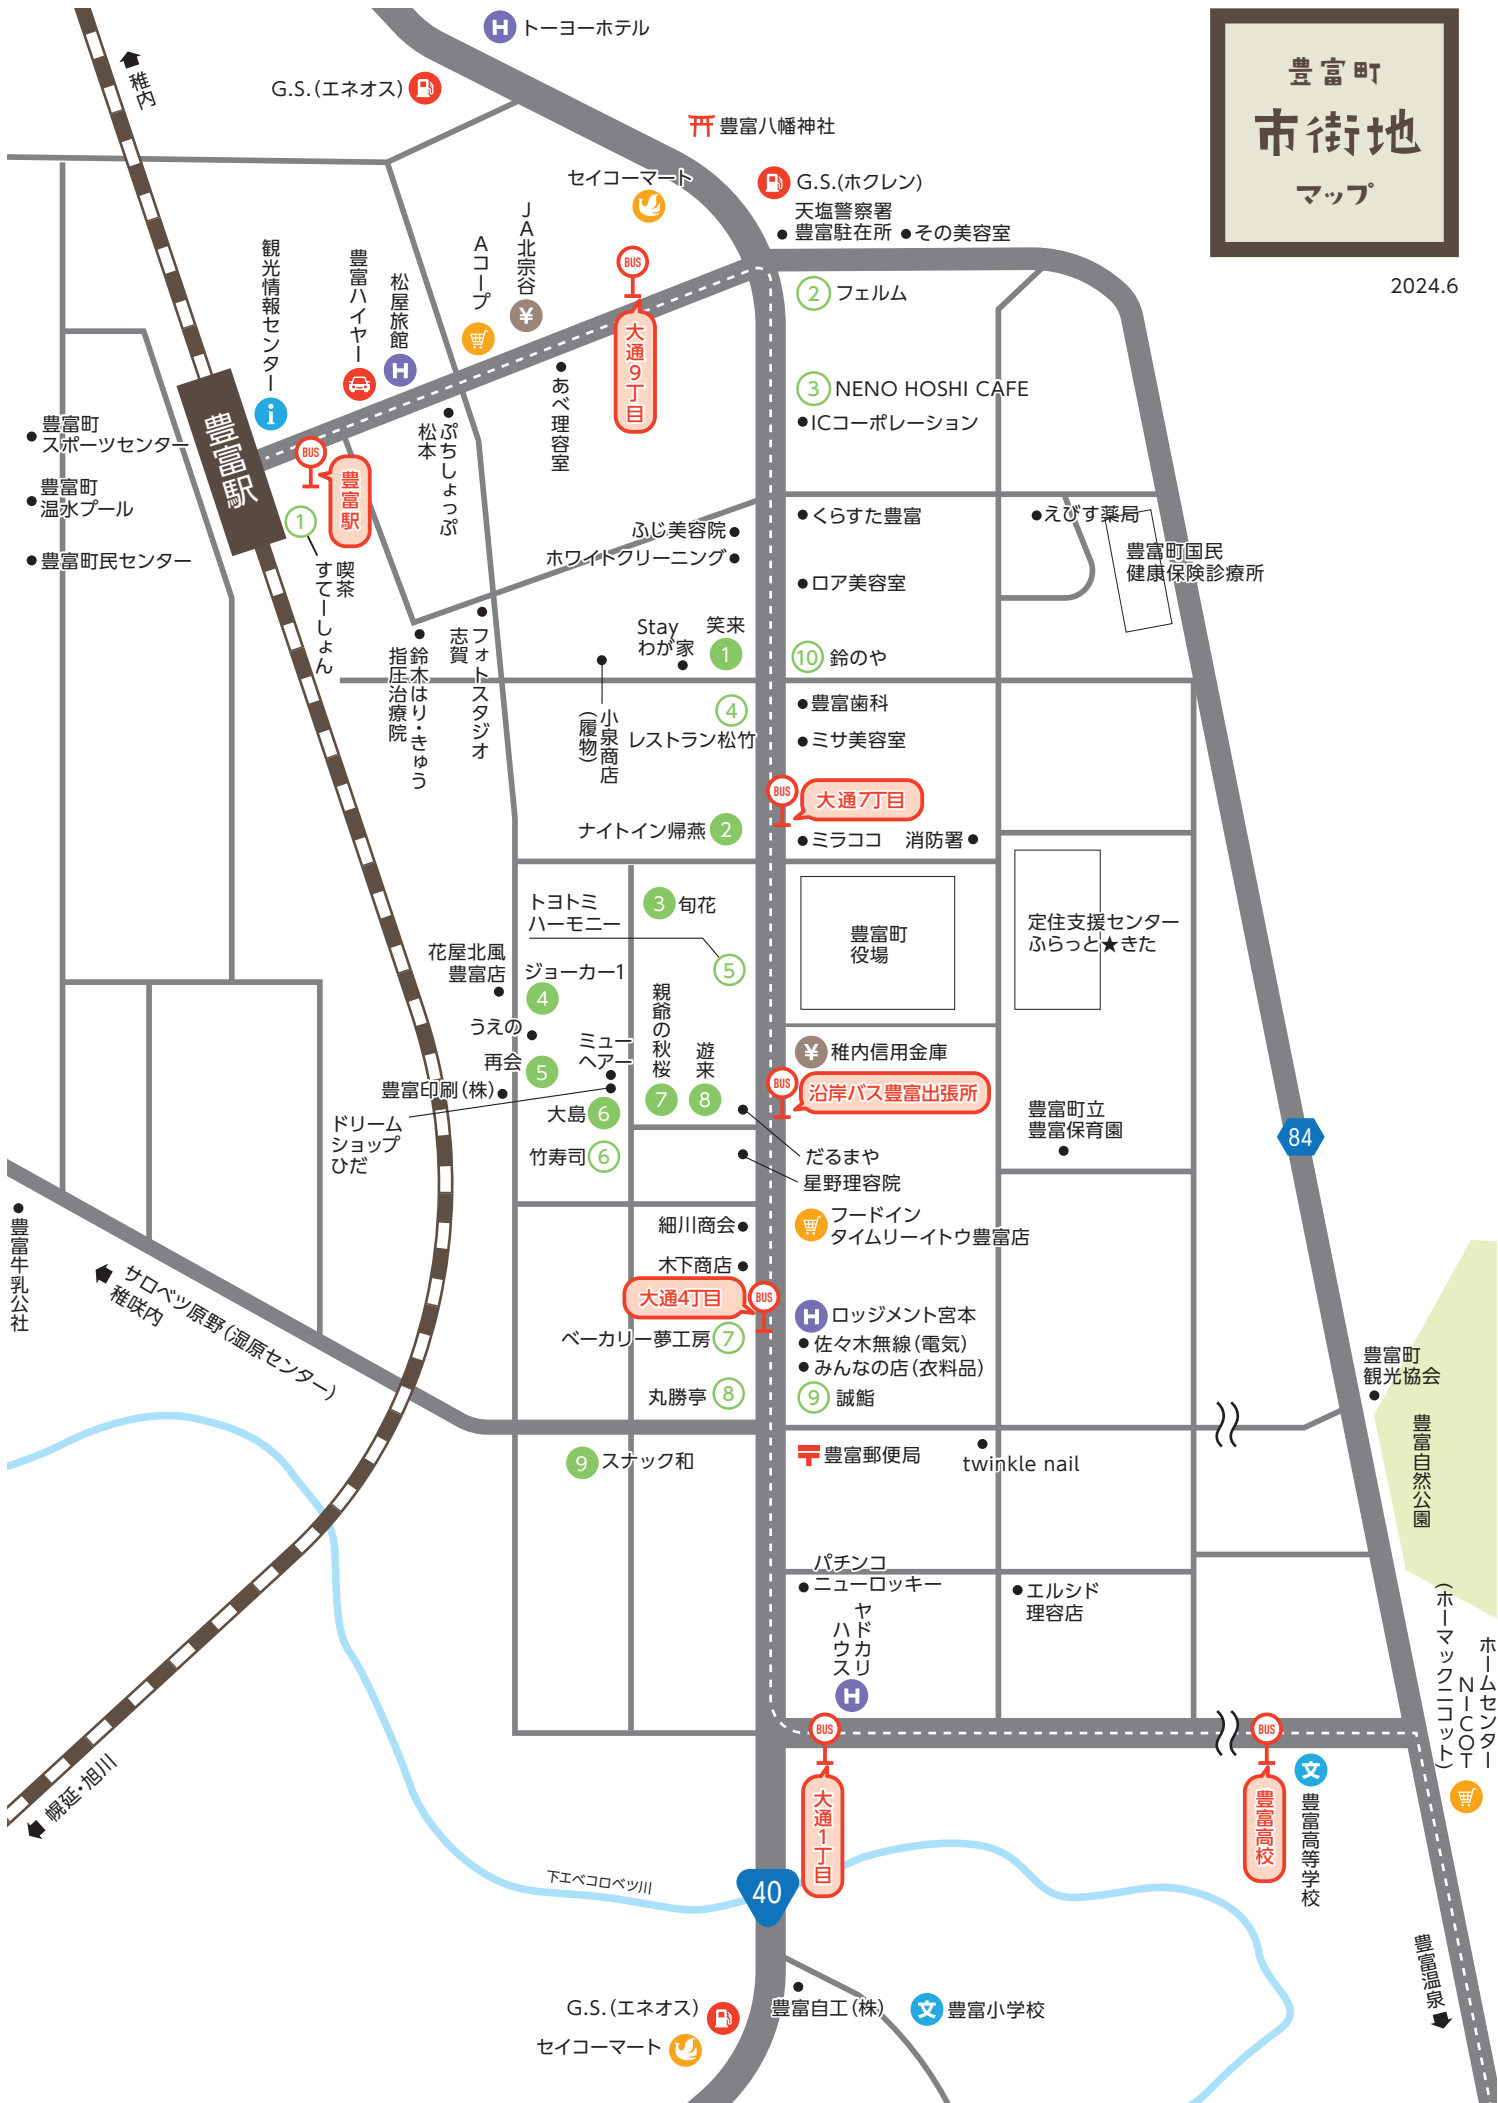 豊富町
市街地
マップ
2024.6
トーヨーホテル
稚内
G.S.(エネオス)
豊富八幡神社
セイコーマート
G.S.(ホクレン)
天塩警察署
豊富駐在所
その美容室
JA北宗谷
Aコープ
観光情報センター
豊富ハイヤー
松屋旅館
BUS
大通9丁目
2
フェルム
3
NENO HOSHI CAFE
ICコーポレーション
あべ理容室
ぷちしょっぷ
松本
豊富町
スポーツセンター
豊富駅
BUS
豊富駅
豊富町
温水プール
豊富町民センター
1
喫茶
すてーしょん
ふじ美容院
ホワイトクリーニング
くらすた豊富
えびす薬局
豊富町国民
健康保険診療所
ロア美容室
Stay
わが家
笑来
1
10
鈴のや
フォトスタジオ
志賀
鈴木はり・きゅう
指圧治療院
小泉商店
(履物)
4
レストラン松竹
豊富歯科
ミサ美容室
BUS
大通7丁目
ナイトイン帰燕
2
ミラココ
消防署
トヨトミ
ハーモニー
3
旬花
豊富町
役場
定住支援センター
ふらっと★きた
花屋北風
豊富店
ジョーカー1
4
5
うえの
再会
5
ミュー
ヘアー
親爺の秋桜
7
遊来
8
稚内信用金庫
BUS
沿岸バス豊富出張所
豊富印刷(株)
ドリーム
ショップ
ひだ
大島
6
竹寿司
6
だるまや
星野理容院
豊富町立
豊富保育園
84
細川商会
フードイン
タイムリーイトウ豊富店
木下商店
豊富牛乳公社
サロベツ原野(湿原センター)
稚咲内
大通4丁目
BUS
ロッジメント宮本
佐々木無線(電気)
みんなの店(衣料品)
ベーカリー夢工房
7
丸勝亭
8
9
誠鮨
豊富町
観光協会
豊富自然公園
9
スナック和
豊富郵便局
twinkle nail
パチンコ
ニューロッキー
エルシド
理容店
ヤドカリ
ハウス
ホームセンター
NICOT
(ホーマックニコット)
BUS
大通1丁目
BUS
豊富高校
文
豊富高等学校
幌延・旭川
下エベコロベツ川
40
豊富温泉
G.S.(エネオス)
セイコーマート
豊富自工(株)
文
豊富小学校